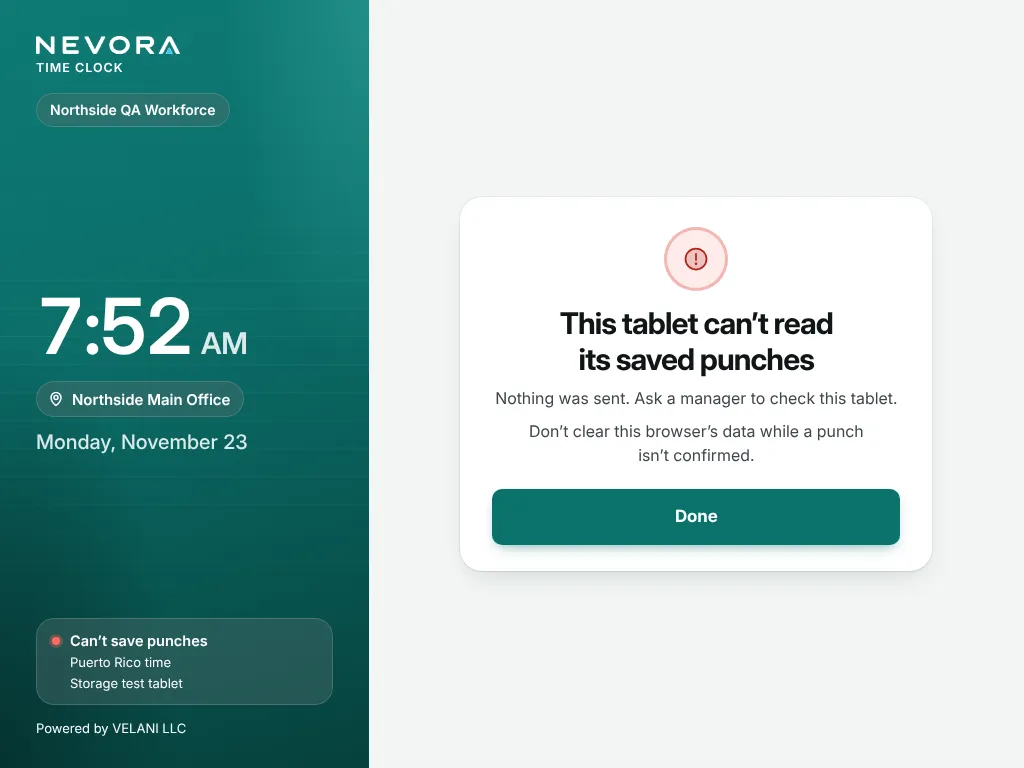 NEVORA
TIME CLOCK
Northside QA Workforce
7:52 AM
Northside Main Office
Monday, November 23
Can’t save punches
Puerto Rico time
Storage test tablet
Powered by VELANI LLC
This tablet can’t read
its saved punches
Nothing was sent. Ask a manager to check this tablet.
Don’t clear this browser’s data while a punch
isn’t confirmed.
Done